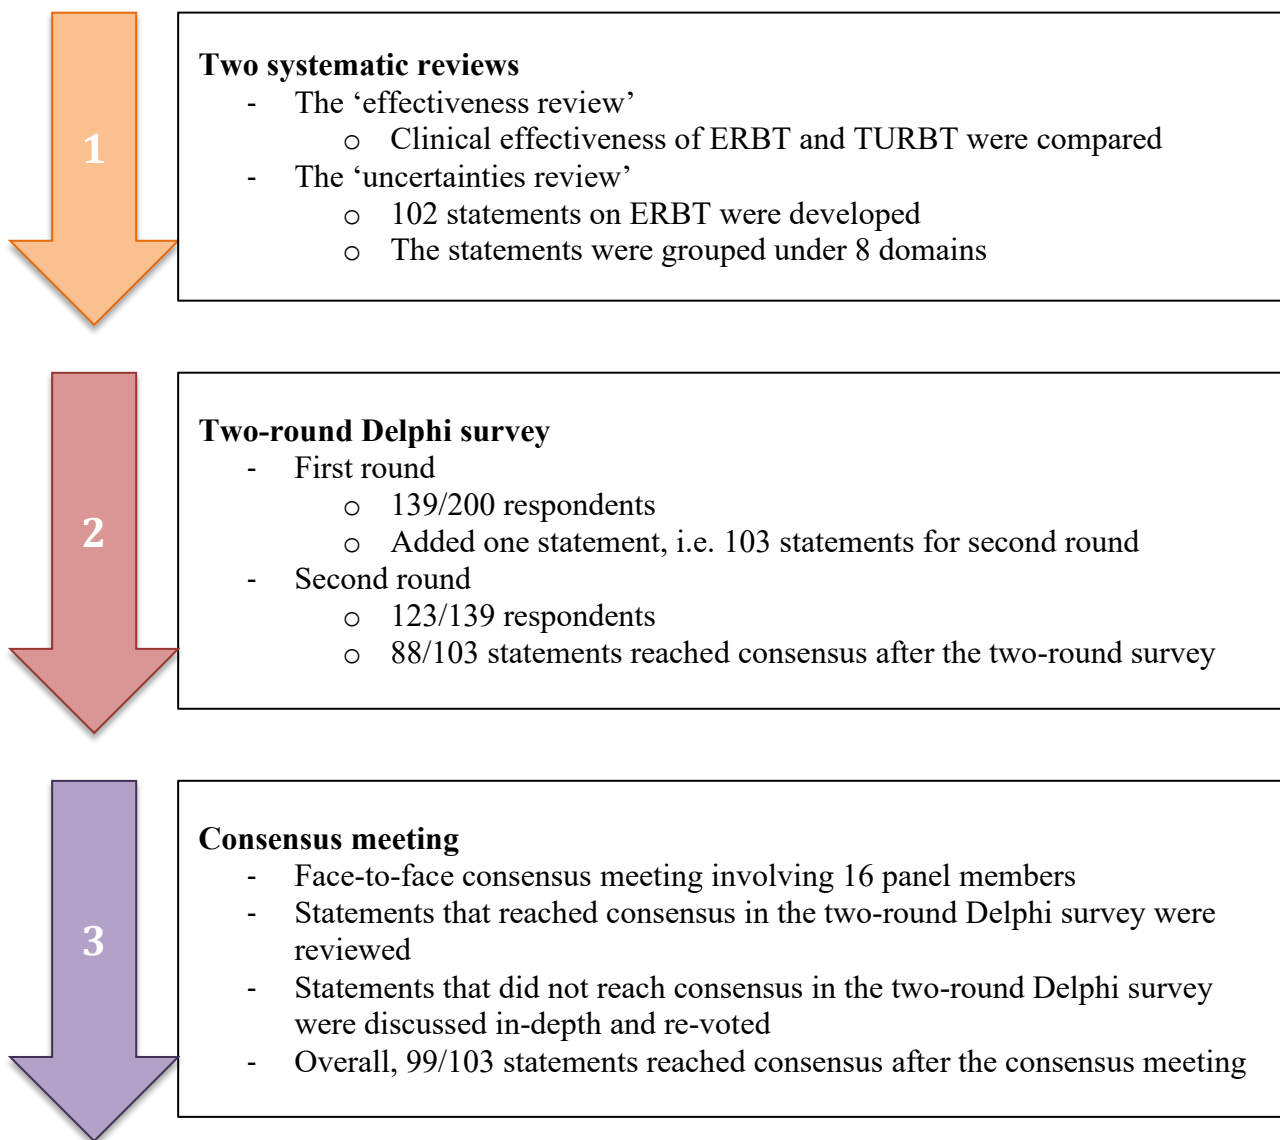 1
Two systematic reviews
- The ‘effectiveness review’
o Clinical effectiveness of ERBT and TURBT were compared
- The ‘uncertainties review’
o 102 statements on ERBT were developed
o The statements were grouped under 8 domains
2
Two-round Delphi survey
- First round
o 139/200 respondents
o Added one statement, i.e. 103 statements for second round
- Second round
o 123/139 respondents
o 88/103 statements reached consensus after the two-round survey
3
Consensus meeting
- Face-to-face consensus meeting involving 16 panel members
- Statements that reached consensus in the two-round Delphi survey were
reviewed
- Statements that did not reach consensus in the two-round Delphi survey
were discussed in-depth and re-voted
- Overall, 99/103 statements reached consensus after the consensus meeting